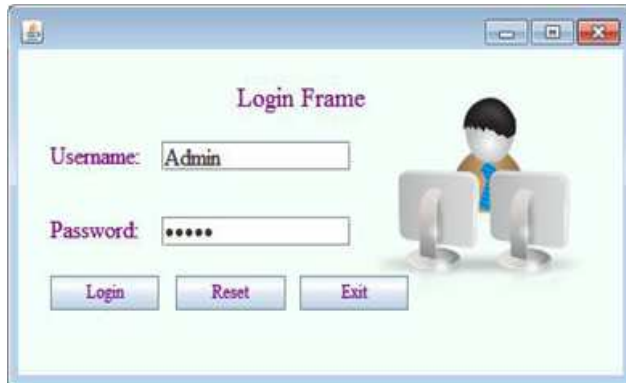 Login Frame
Username: Admin
Password: •••••
Login Reset Exit